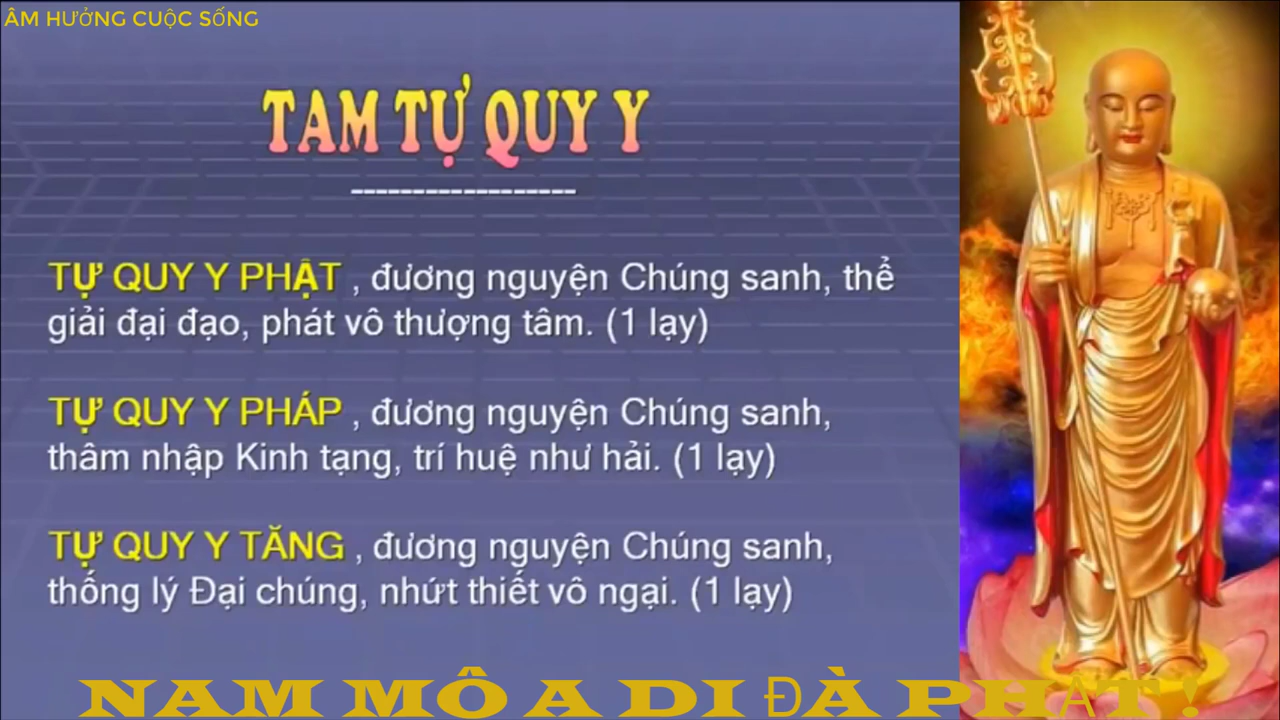 ÂM HƯỞNG CUỘC SỐNG
TAM TỰ QUY Y
------------------
TỰ QUY Y PHẬT , đương nguyện Chúng sanh, thể
giải đại đạo, phát vô thượng tâm. (1 lạy)
TỰ QUY Y PHÁP , đương nguyện Chúng sanh,
thâm nhập Kinh tạng, trí huệ như hải. (1 lạy)
TỰ QUY Y TĂNG , đương nguyện Chúng sanh,
thống lý Đại chúng, nhứt thiết vô ngại. (1 lạy)
NAM MÔ A DI ĐÀ PHẬT !